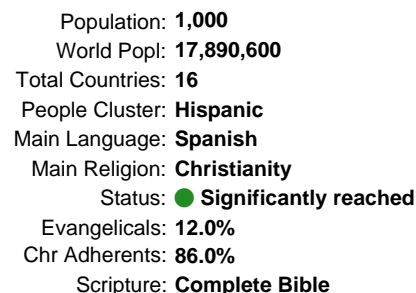 Population: 1,000
World Popl: 17,890,600
Total Countries: 16
People Cluster: Hispanic
Main Language: Spanish
Main Religion: Christianity
Status: Significantly reached
Evangelicals: 12.0%
Chr Adherents: 86.0%
Scripture: Complete Bible